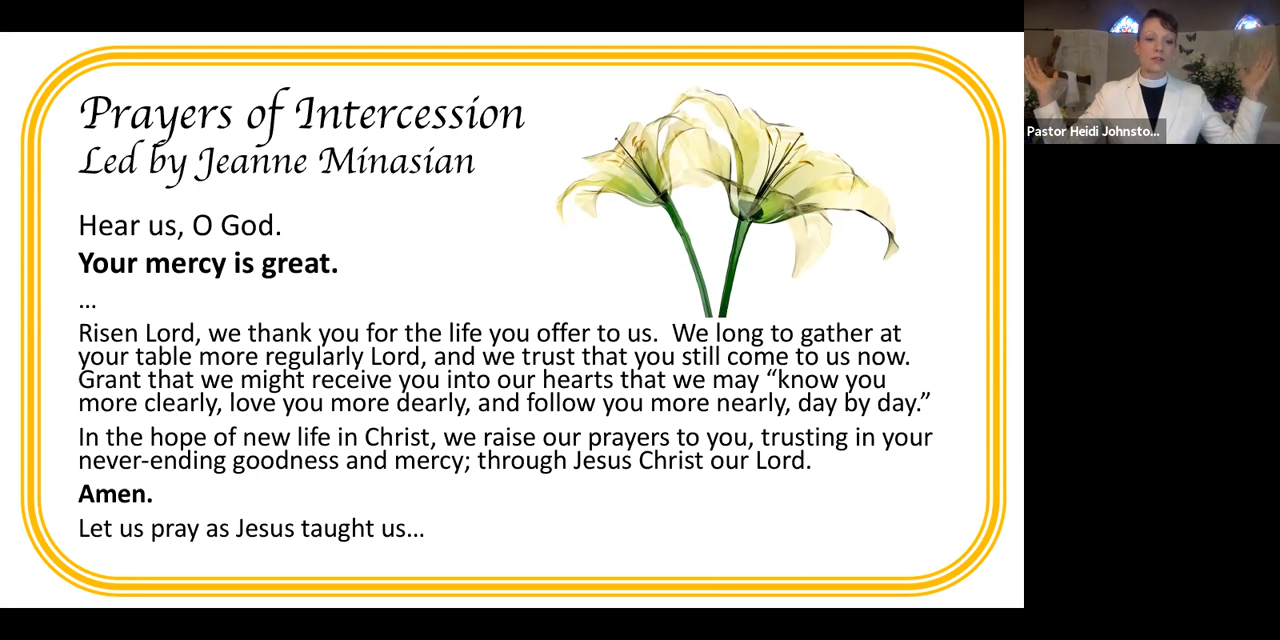 Prayers of Intercession
Led by Jeanne Minasian
Hear us, O God.
Your mercy is great.
...
Risen Lord, we thank you for the life you offer to us.  We long to gather at
your table more regularly Lord, and we trust that you still come to us now.
Grant that we might receive you into our hearts that we may “know you
more clearly, love you more dearly, and follow you more nearly, day by day.”
In the hope of new life in Christ, we raise our prayers to you, trusting in your
never-ending goodness and mercy; through Jesus Christ our Lord.
Amen.
Let us pray as Jesus taught us...
Pastor Heidi Johnsto...